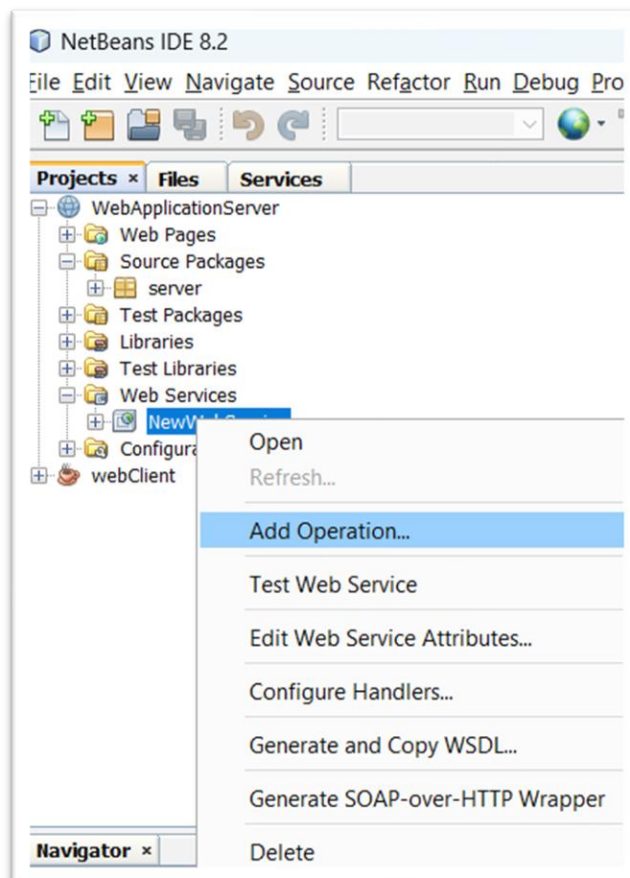 NetBeans IDE 8.2
File Edit View Navigate Source Refactor Run Debug Pro
Projects × Files Services
WebApplicationServer
Web Pages
Source Packages
server
Test Packages
Libraries
Test Libraries
Web Services
Configura
webClient
Open
Refresh...
Add Operation...
Test Web Service
Edit Web Service Attributes...
Configure Handlers...
Generate and Copy WSDL...
Generate SOAP-over-HTTP Wrapper
Delete
Navigator ×